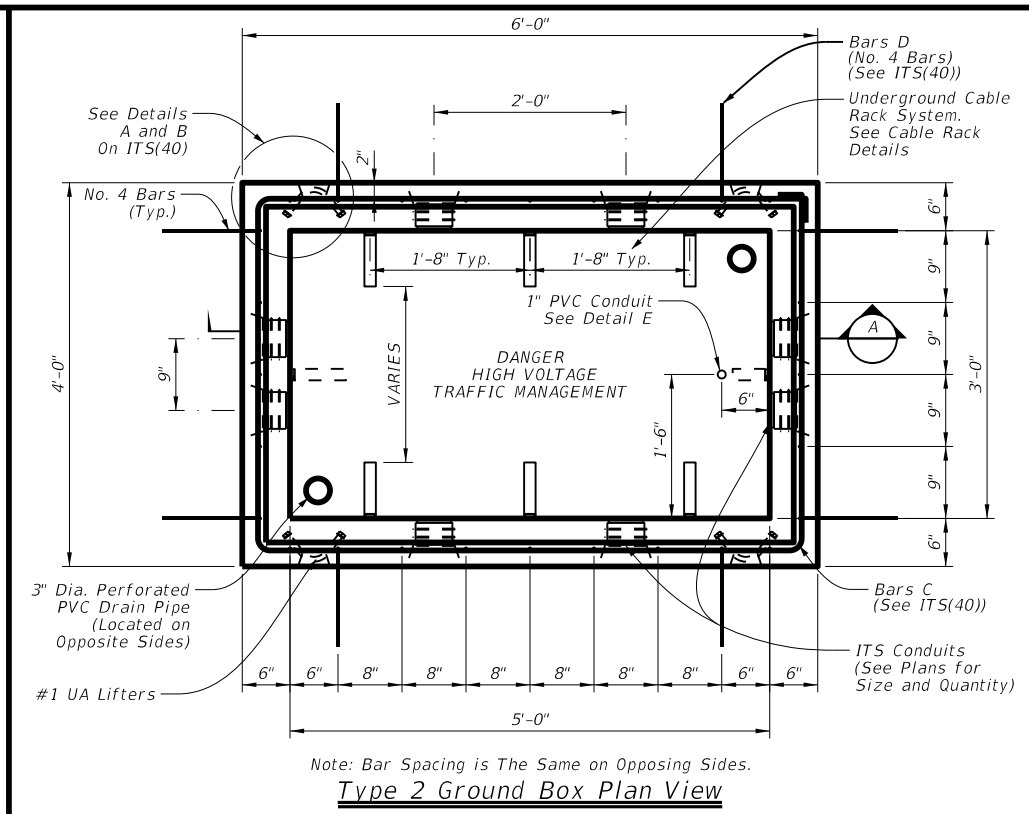 6'-0"
Bars D
(No. 4 Bars)
(See ITS(40))
2'-0"
Underground Cable
Rack System.
See Cable Rack
Details
See Details
A and B
On ITS(40)
2"
No. 4 Bars
(Typ.)
6"
1'-8" Typ.
1'-8" Typ.
9"
1" PVC Conduit
See Detail E
A
9"
4'-0"
9"
VARIES
DANGER
HIGH VOLTAGE
TRAFFIC MANAGEMENT
3'-0"
6"
9"
1'-6"
9"
6"
3" Dia. Perforated
PVC Drain Pipe
(Located on
Opposite Sides)
Bars C
(See ITS(40))
ITS Conduits
(See Plans for
Size and Quantity)
#1 UA Lifters
6" 6" 8" 8" 8" 8" 8" 8" 6" 6"
5'-0"
Note: Bar Spacing is The Same on Opposing Sides.
Type 2 Ground Box Plan View